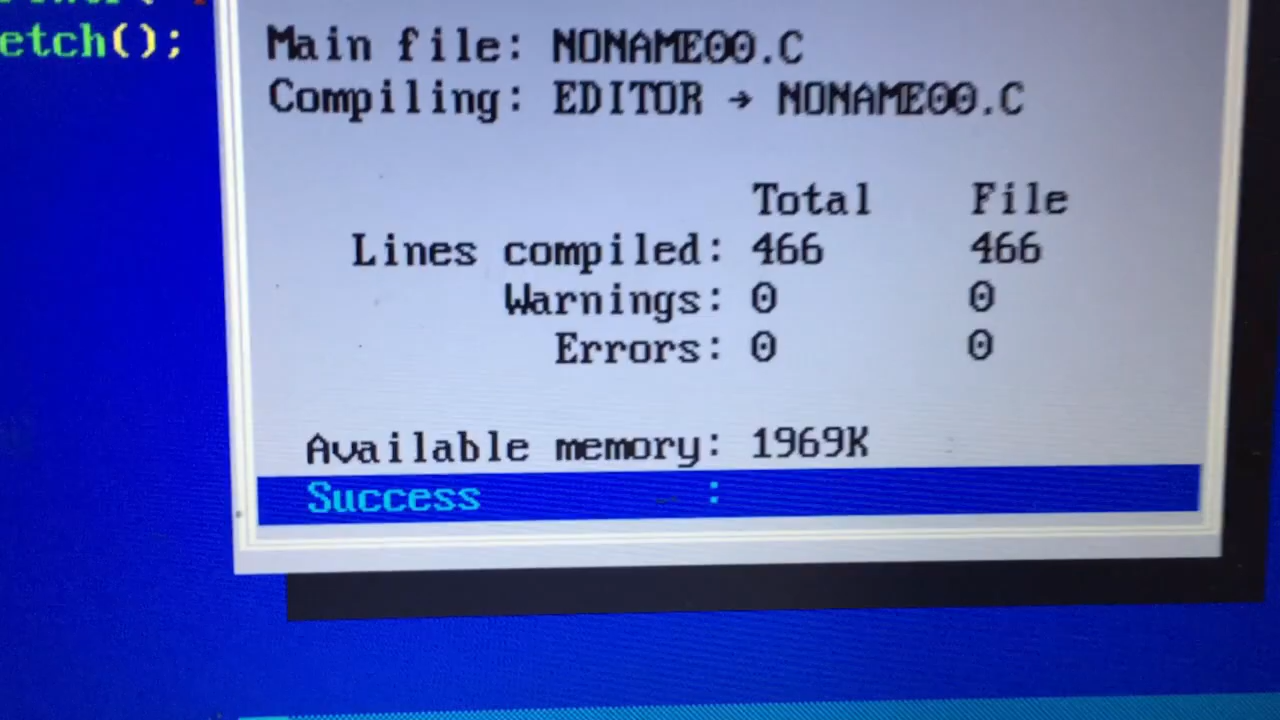 etch();
Main file: NONAME00.C
Compiling: EDITOR → NONAME00.C
Total File
Lines compiled: 466 466
Warnings: 0 0
Errors: 0 0
Available memory: 1969K
Success :